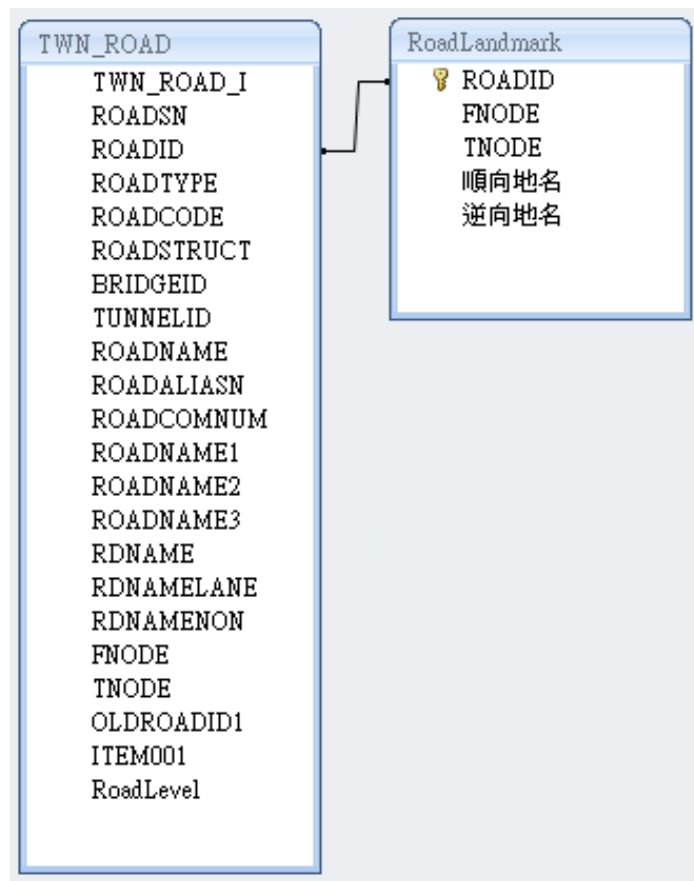 TWN_ROAD
TWN_ROAD_I
ROADSN
ROADID
ROADTYPE
ROADCODE
ROADSTRUCT
BRIDGEID
TUNNELID
ROADNAME
ROADALIASN
ROADCOMNUM
ROADNAME1
ROADNAME2
ROADNAME3
RDNAME
RDNAMELANE
RDNAMENON
FNODE
TNODE
OLDROADID1
ITEM001
RoadLevel
RoadLandmark
ROADID
FNODE
TNODE
順向地名
逆向地名